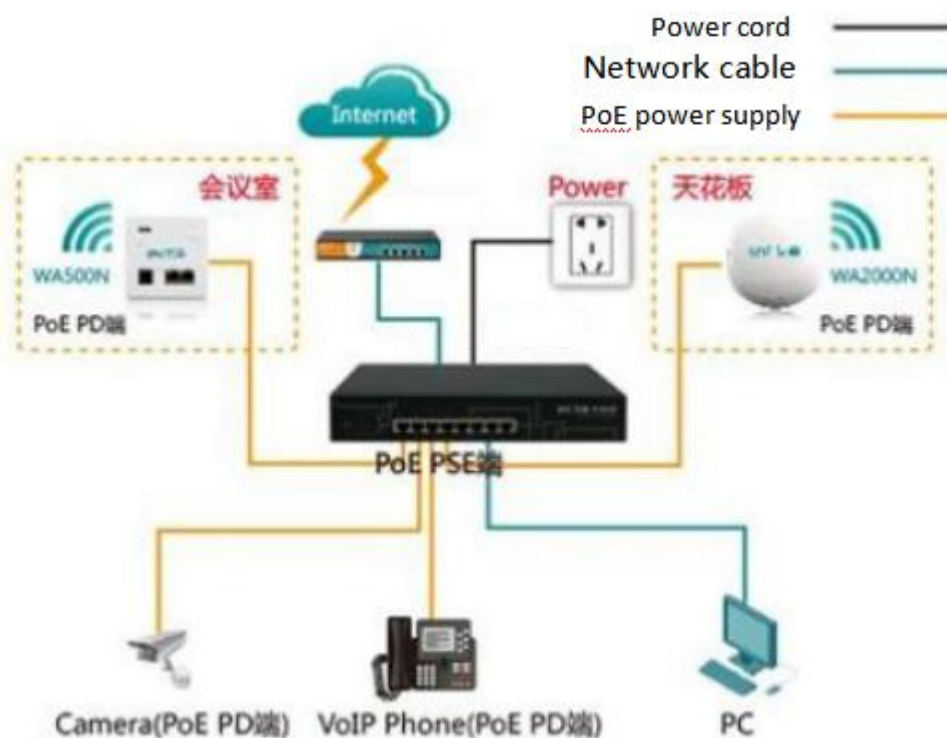 Power cord
Network cable
PoE power supply
Internet
会议室
Power
天花板
WA500N
WA2000N
PoE PD端
PoE PD端
PoE PSE端
Camera(PoE PD端)
VoIP Phone(PoE PD端)
PC